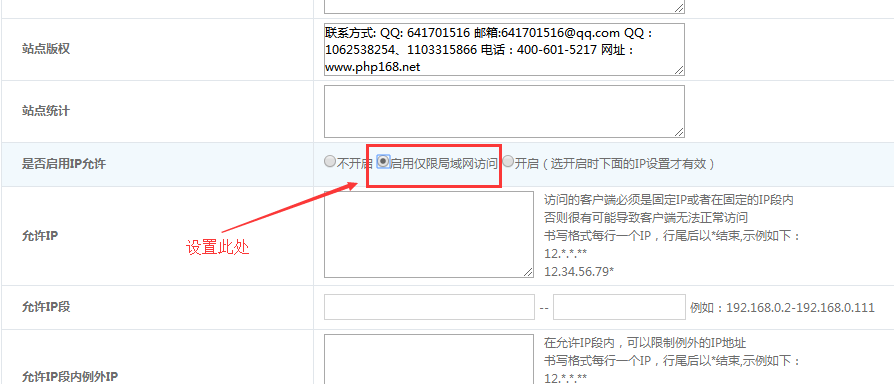 站点版权
联系方式: QQ: 641701516 邮箱:641701516@qq.com QQ：
1062538254、1103315866 电话：400-601-5217 网址：
www.php168.net
站点统计
是否启用IP允许
不开启 启用仅限局域网访问 开启（选开启时下面的IP设置才有效）
设置此处
允许IP
访问的客户端必须是固定IP或者在固定的IP段内
否则很有可能导致客户端无法正常访问
书写格式每行一个IP，行尾后以*结束,示例如下：
12.*.*.**
12.34.56.79*
允许IP段
-- 例如：192.168.0.2-192.168.0.111
允许IP段内例外IP
在允许IP段内，可以限制例外的IP地址
书写格式每行一个IP，行尾后以*结束,示例如下：
12.*.*.**